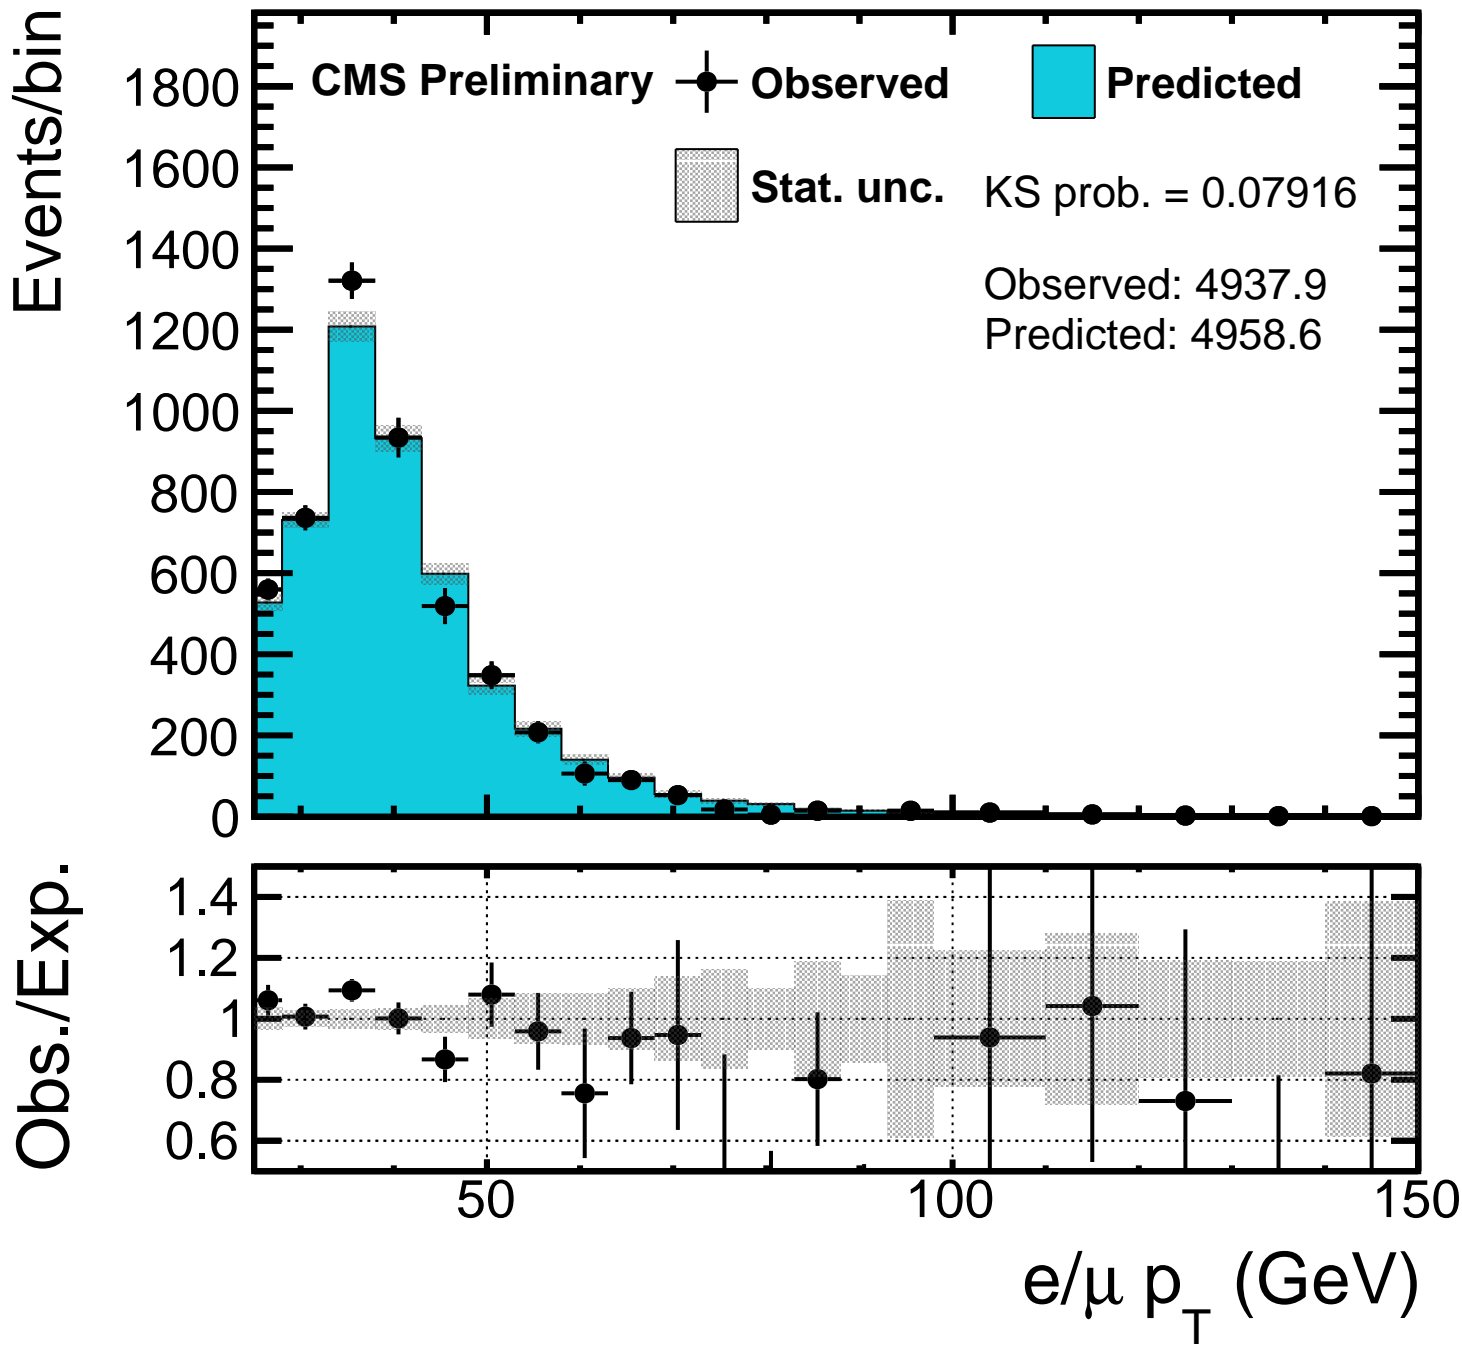 Events/bin
1800
1600
1400
1200
1000
800
600
400
200
0
CMS Preliminary
Observed
Predicted
Stat. unc.
KS prob. = 0.07916
Observed: 4937.9
Predicted: 4958.6
Obs./Exp.
1.4
1.2
1
0.8
0.6
50
100
150
e/μ p_T (GeV)